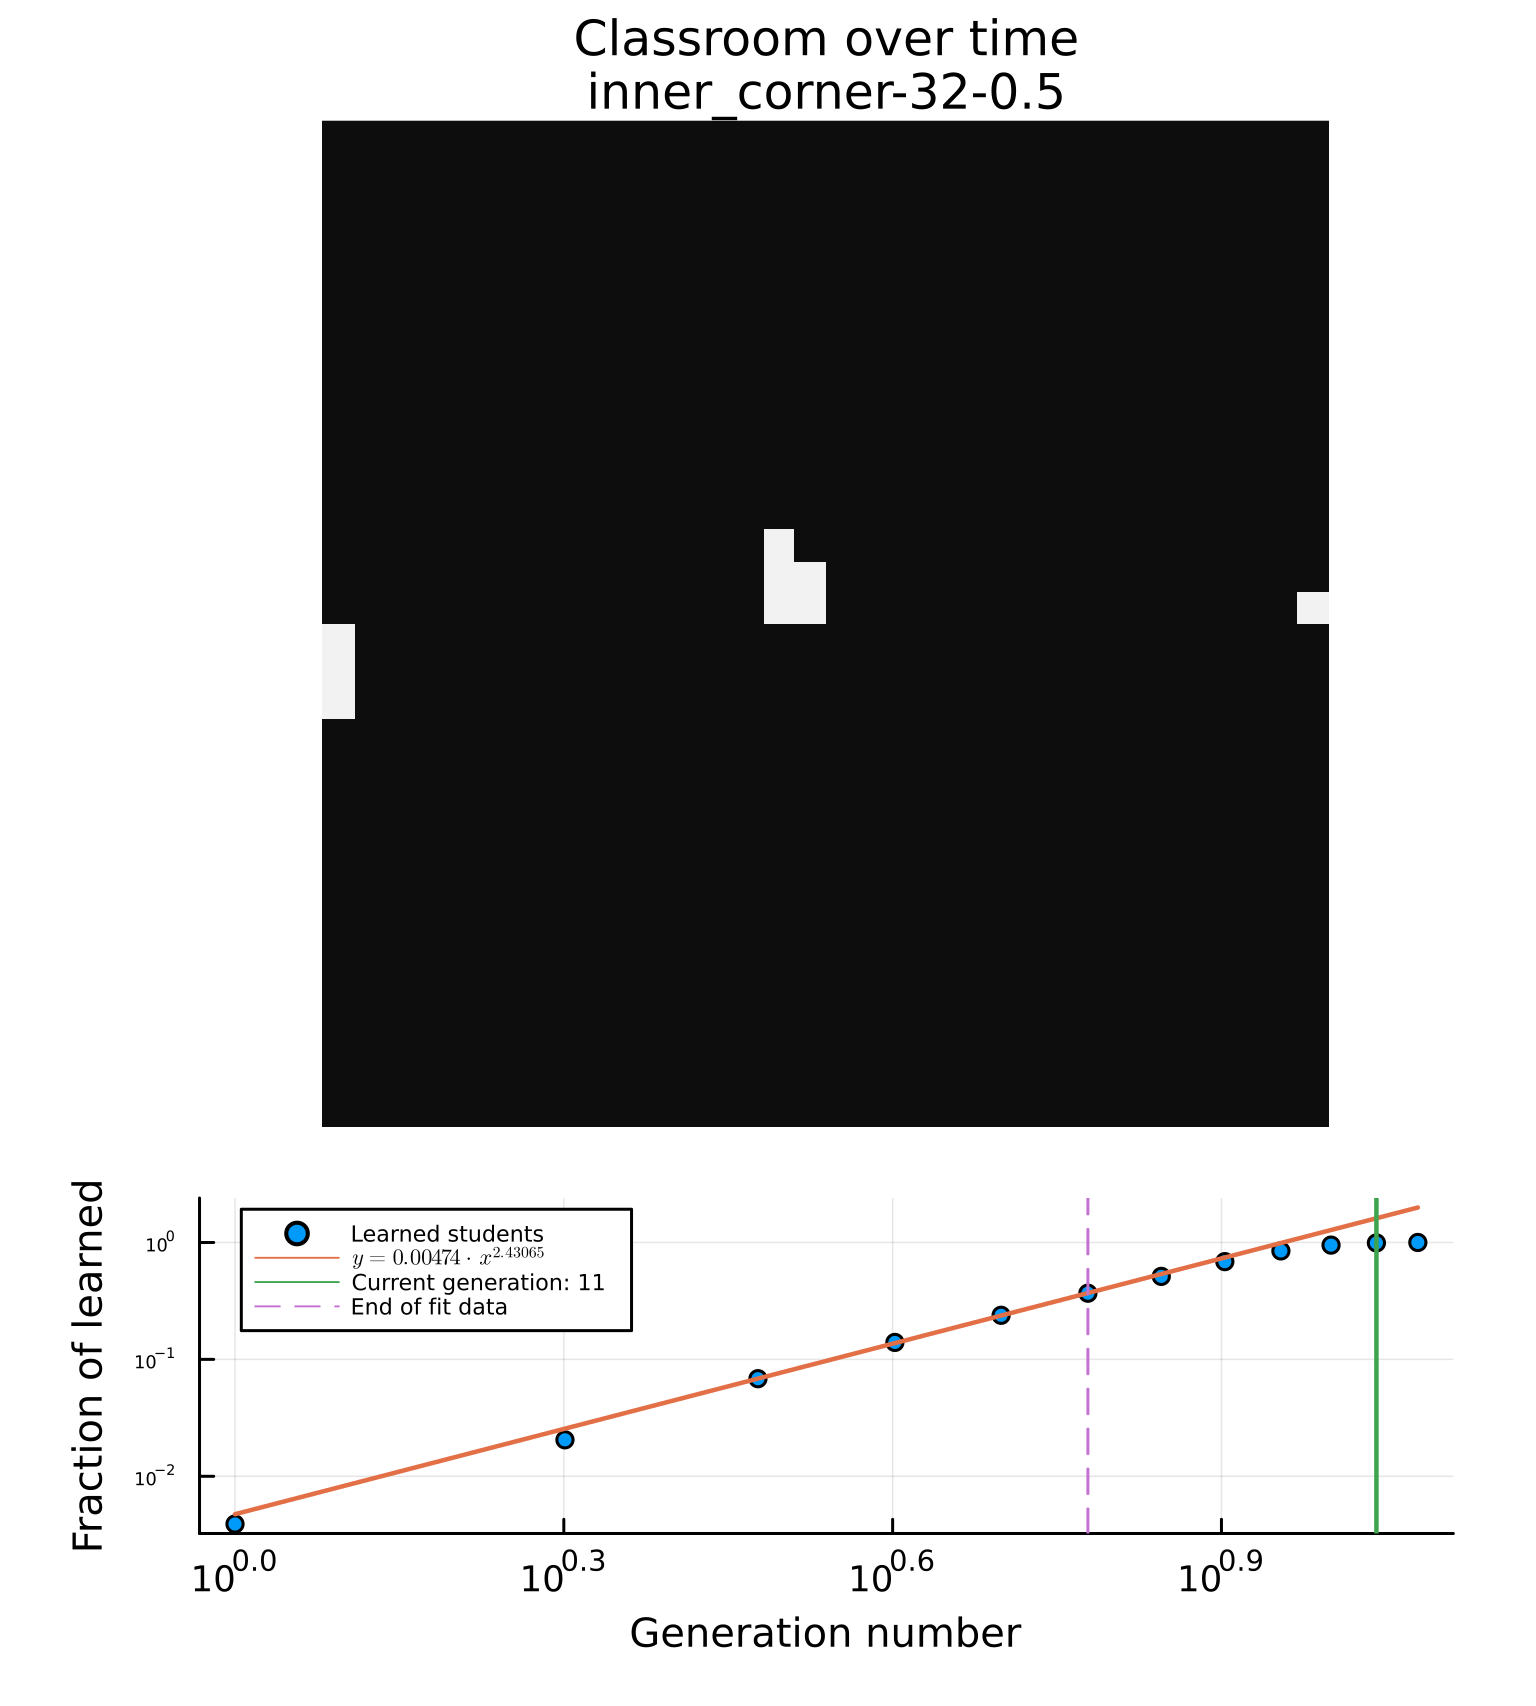 Classroom over time
inner_corner-32-0.5
Fraction of learned
10^0
10^-1
10^-2
Learned students
y = 0.00474 · x^2.43065
Current generation: 11
End of fit data
10^0.0 10^0.3 10^0.6 10^0.9
Generation number